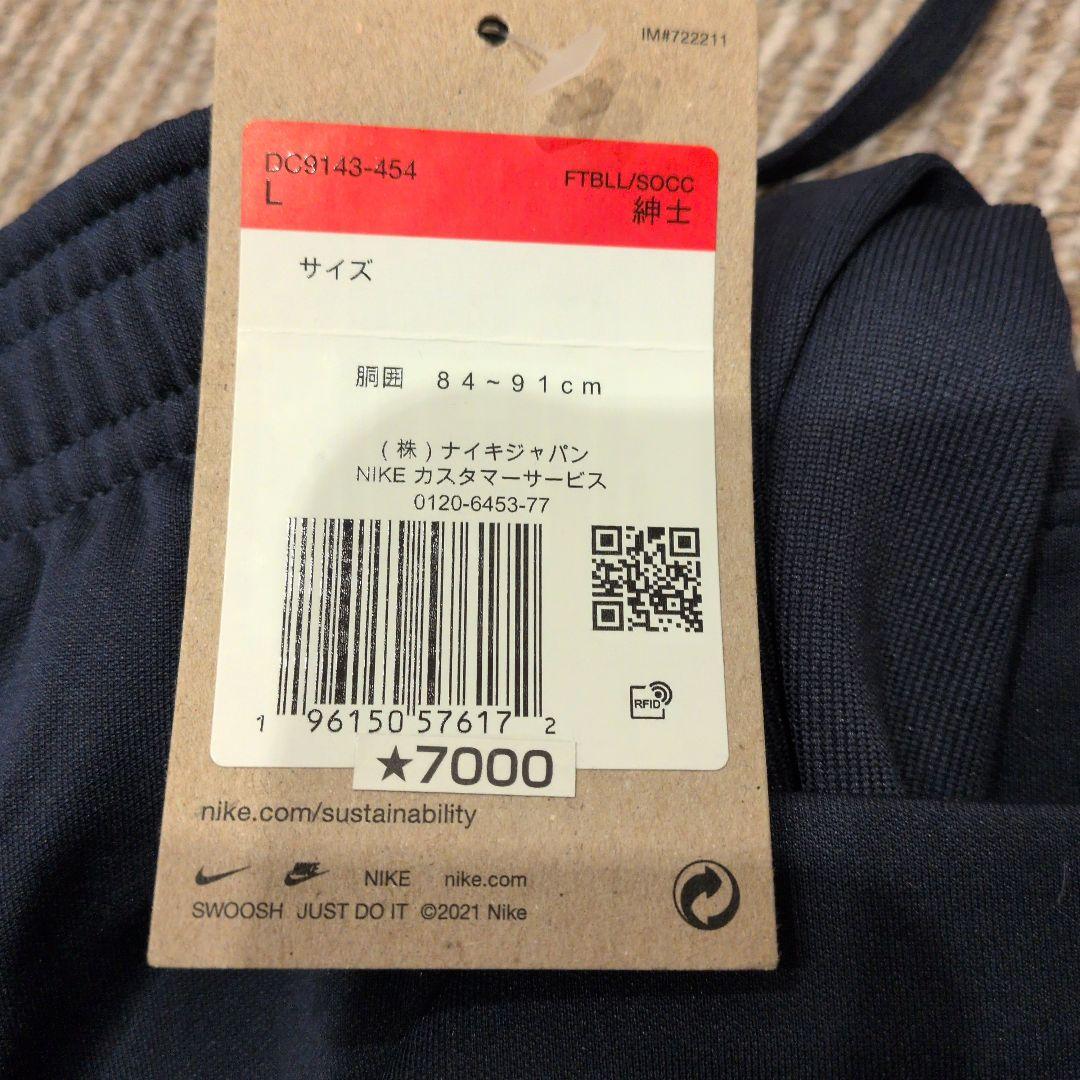 IM#722211
DC9143-454
L
FTBLL/SOCC
紳士
サイズ
胴囲 84~91cm
(株)ナイキジャパン
NIKE カスタマーサービス
0120-6453-77
RFID
1 96150 57617 2
★7000
nike.com/sustainability
NIKE nike.com
SWOOSH JUST DO IT ©2021 Nike